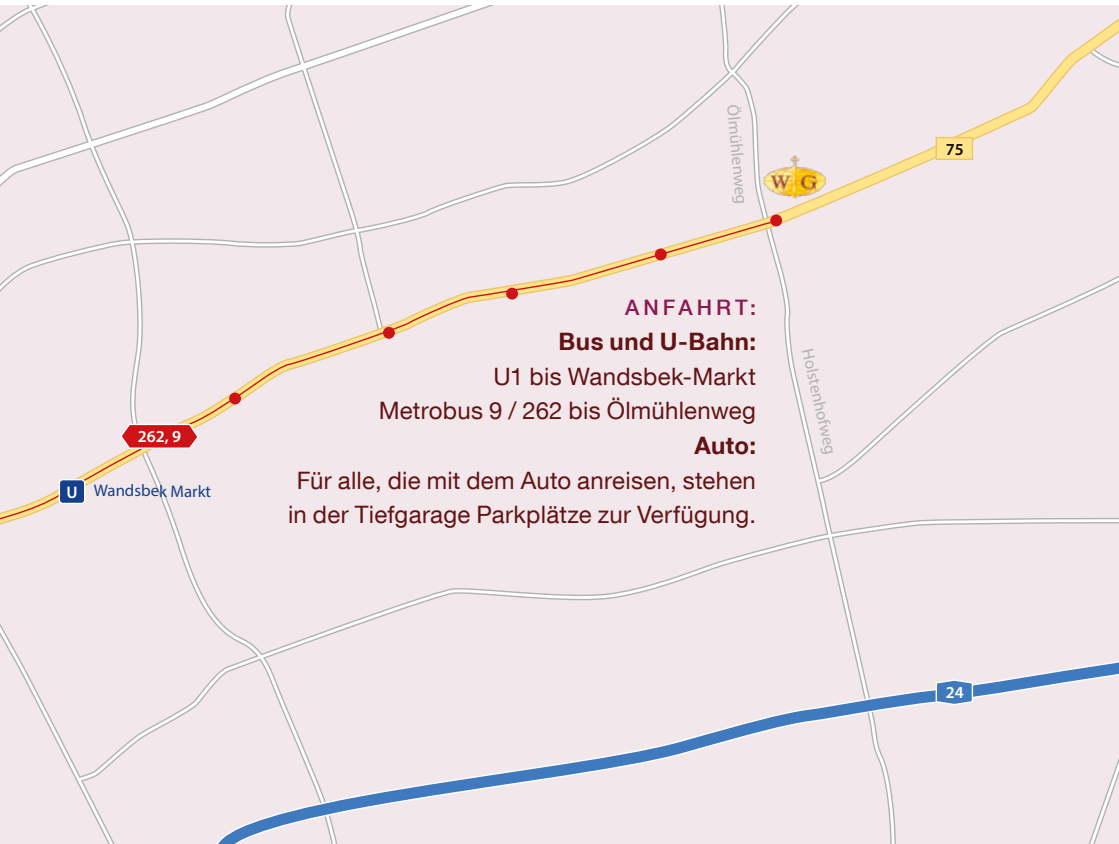 Ölmühlenweg
75
W G
ANFAHRT:
Bus und U-Bahn:
U1 bis Wandsbek-Markt
Metrobus 9 / 262 bis Ölmühlenweg
Auto:
Für alle, die mit dem Auto anreisen, stehen
in der Tiefgarage Parkplätze zur Verfügung.
Holstenhofweg
262, 9
U Wandsbek Markt
24